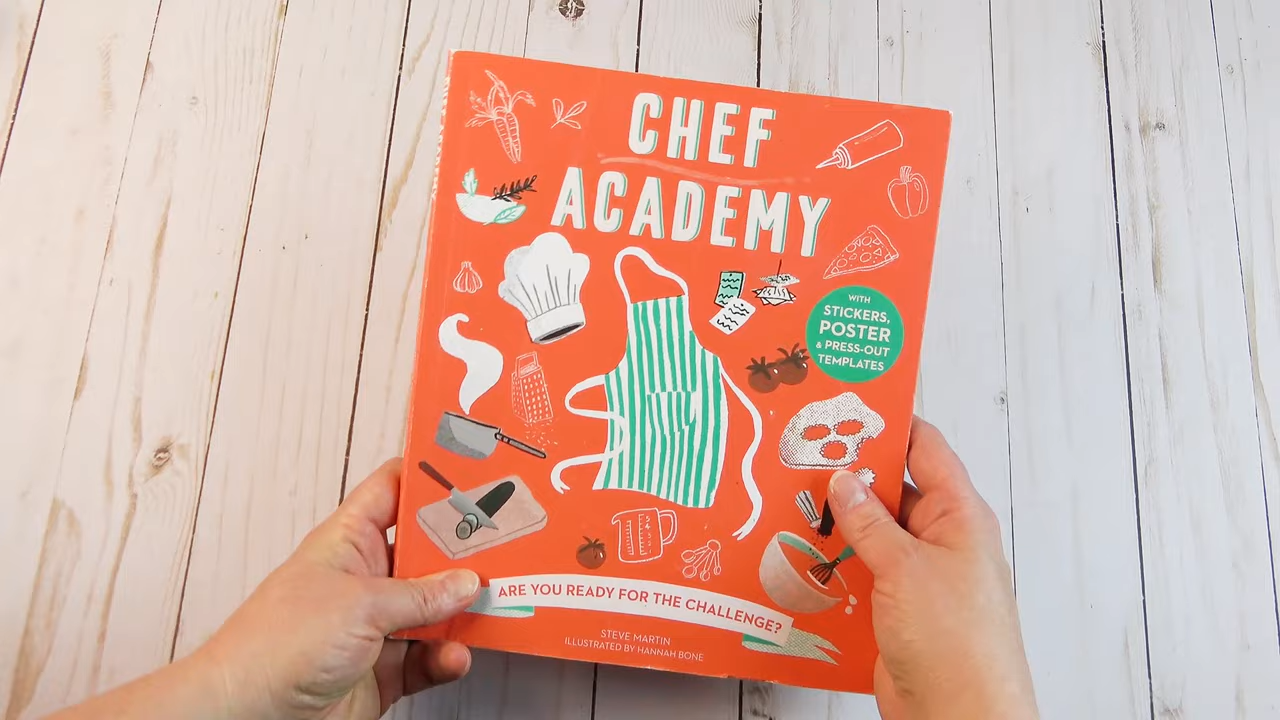 CHEF
ACADEMY
WITH
STICKERS,
POSTER
& PRESS-OUT
TEMPLATES
ARE YOU READY FOR THE CHALLENGE?
STEVE MARTIN
ILLUSTRATED BY HANNAH BONE